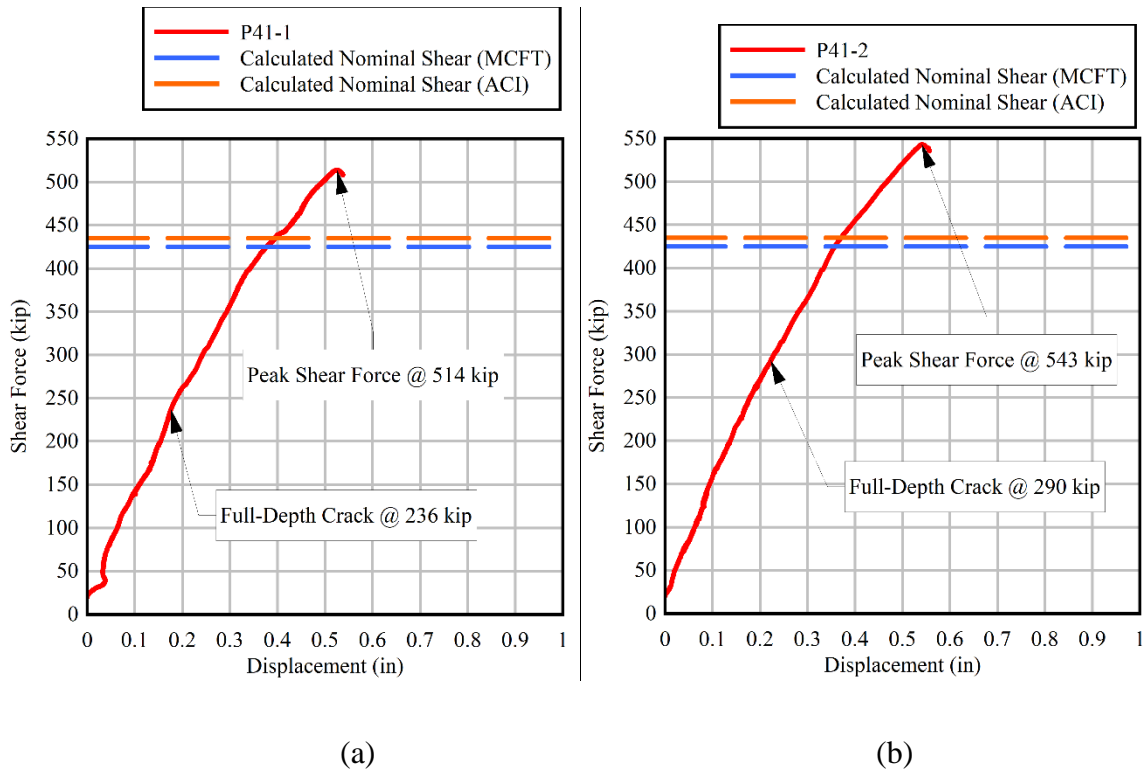 P41-1
Calculated Nominal Shear (MCFT)
Calculated Nominal Shear (ACI)
550
500
450
400
350
300
250
200
150
100
50
0
Shear Force (kip)
Peak Shear Force @ 514 kip
Full-Depth Crack @ 236 kip
0 0.1 0.2 0.3 0.4 0.5 0.6 0.7 0.8 0.9 1
Displacement (in)
(a)
P41-2
Calculated Nominal Shear (MCFT)
Calculated Nominal Shear (ACI)
550
500
450
400
350
300
250
200
150
100
50
0
Shear Force (kip)
Peak Shear Force @ 543 kip
Full-Depth Crack @ 290 kip
0 0.1 0.2 0.3 0.4 0.5 0.6 0.7 0.8 0.9 1
Displacement (in)
(b)